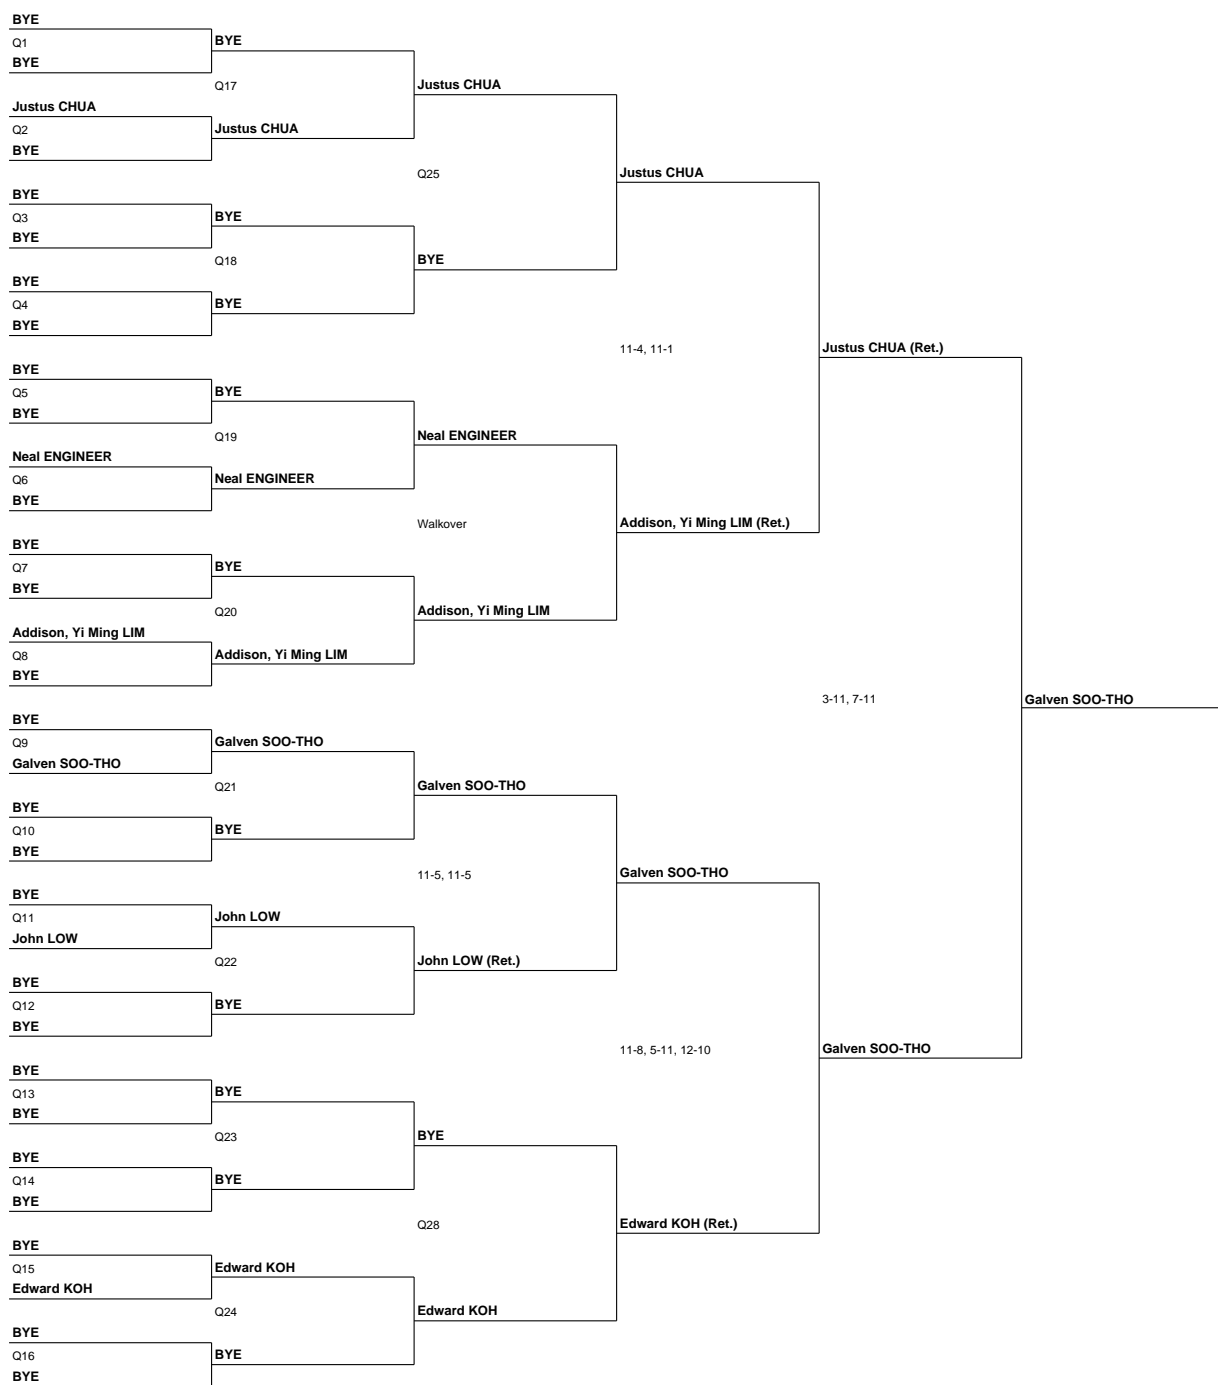 BYE
Q1
BYE
BYE
Q17
Justus CHUA
Justus CHUA
Q2
Justus CHUA
BYE
Q25
Justus CHUA
BYE
Q3
BYE
BYE
Q18
BYE
BYE
Q4
BYE
BYE
11-4, 11-1
Justus CHUA (Ret.)
BYE
Q5
BYE
BYE
Q19
Neal ENGINEER
Neal ENGINEER
Q6
Neal ENGINEER
BYE
Walkover
Addison, Yi Ming LIM (Ret.)
BYE
Q7
BYE
BYE
Q20
Addison, Yi Ming LIM
Addison, Yi Ming LIM
Q8
Addison, Yi Ming LIM
BYE
3-11, 7-11
Galven SOO-THO
BYE
Q9
Galven SOO-THO
Galven SOO-THO
Q21
Galven SOO-THO
BYE
Q10
BYE
BYE
11-5, 11-5
Galven SOO-THO
BYE
Q11
John LOW
John LOW
Q22
John LOW (Ret.)
BYE
Q12
BYE
BYE
11-8, 5-11, 12-10
Galven SOO-THO
BYE
Q13
BYE
BYE
Q23
BYE
BYE
Q14
BYE
BYE
Q28
Edward KOH (Ret.)
BYE
Q15
Edward KOH
Edward KOH
Q24
Edward KOH
BYE
Q16
BYE
BYE